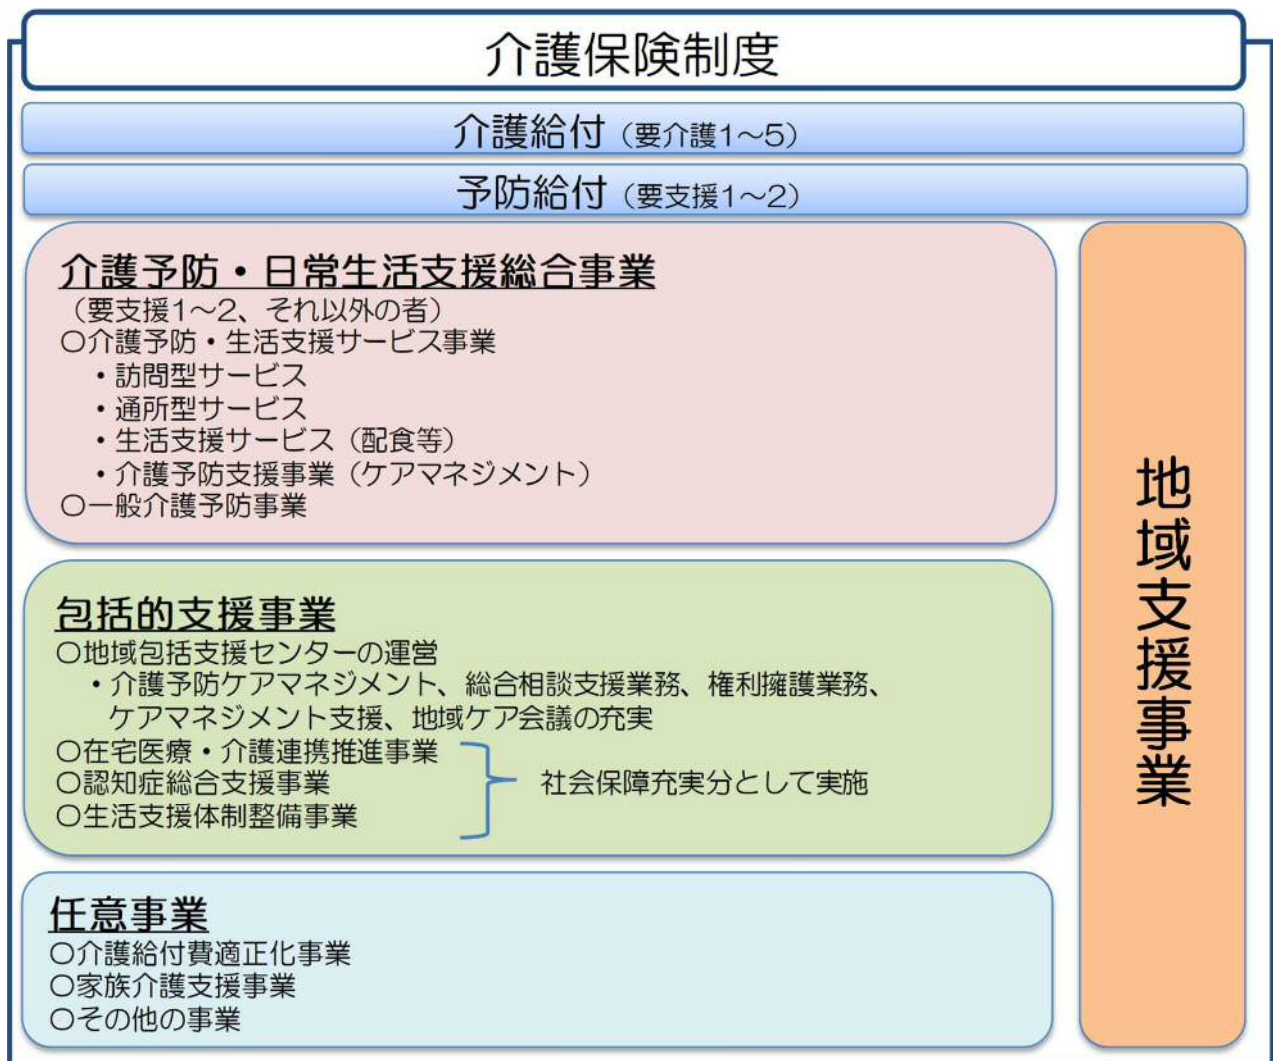 介護保険制度
介護給付（要介護1～5）
予防給付（要支援1～2）
介護予防・日常生活支援総合事業
（要支援1～2、それ以外の者）
〇介護予防・生活支援サービス事業
・訪問型サービス
・通所型サービス
・生活支援サービス（配食等）
・介護予防支援事業（ケアマネジメント）
〇一般介護予防事業
包括的支援事業
〇地域包括支援センターの運営
・介護予防ケアマネジメント、総合相談支援業務、権利擁護業務、
ケアマネジメント支援、地域ケア会議の充実
〇在宅医療・介護連携推進事業
〇認知症総合支援事業
〇生活支援体制整備事業
社会保障充実分として実施
任意事業
〇介護給付費適正化事業
〇家族介護支援事業
〇その他の事業
地域支援事業